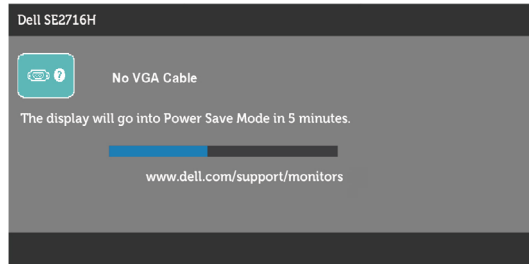 Dell SE2716H
No VGA Cable
The display will go into Power Save Mode in 5 minutes.
www.dell.com/support/monitors